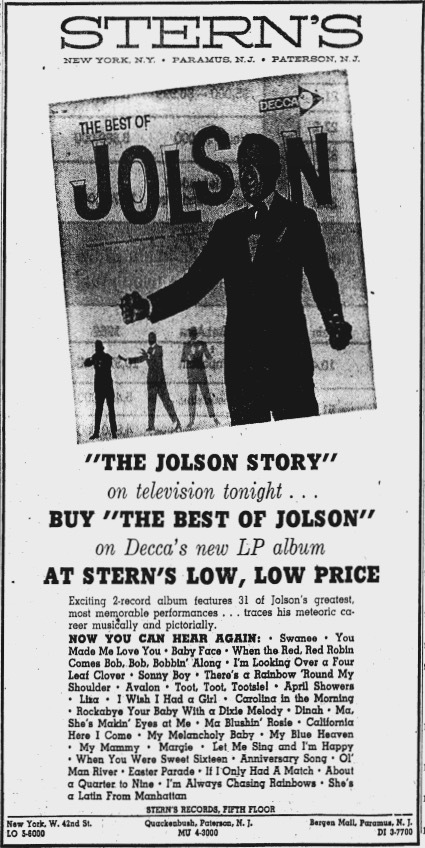 STERN'S
NEW YORK, N.Y. • PARAMUS, N.J. • PATERSON, N.J.
DECCA
THE BEST OF
JOLSON
"THE JOLSON STORY"
on television tonight . . .
BUY "THE BEST OF JOLSON"
on Decca's new LP album
AT STERN'S LOW, LOW PRICE
Exciting 2-record album features 31 of Jolson's greatest,
most memorable performances . . . traces his meteoric ca-
reer musically and pictorially.
NOW YOU CAN HEAR AGAIN: • Swanee • You
Made Me Love You • Baby Face • When the Red, Red Robin
Comes Bob, Bob, Bobbin' Along • I'm Looking Over a Four
Leaf Clover • Sonny Boy • There's a Rainbow 'Round My
Shoulder • Avalon • Toot, Toot, Tootsie! • April Showers
• Liza • I Wish I Had a Girl • Carolina in the Morning
• Rockabye Your Baby With a Dixie Melody • Dinah • Ma,
She's Makin' Eyes at Me • Ma Blushin' Rosie • California
Here I Come • My Melancholy Baby • My Blue Heaven
• My Mammy • Margie • Let Me Sing and I'm Happy
• When You Were Sweet Sixteen • Anniversary Song • Ol'
Man River • Easter Parade • If I Only Had A Match • About
a Quarter to Nine • I'm Always Chasing Rainbows • She's
a Latin From Manhattan
STERN'S RECORDS, FIFTH FLOOR
New York, W. 42nd St. Quackenbush, Paterson, N. J. Bergen Mall, Paramus, N. J.
LO 5-6000 MU 4-3000 DI 3-7700